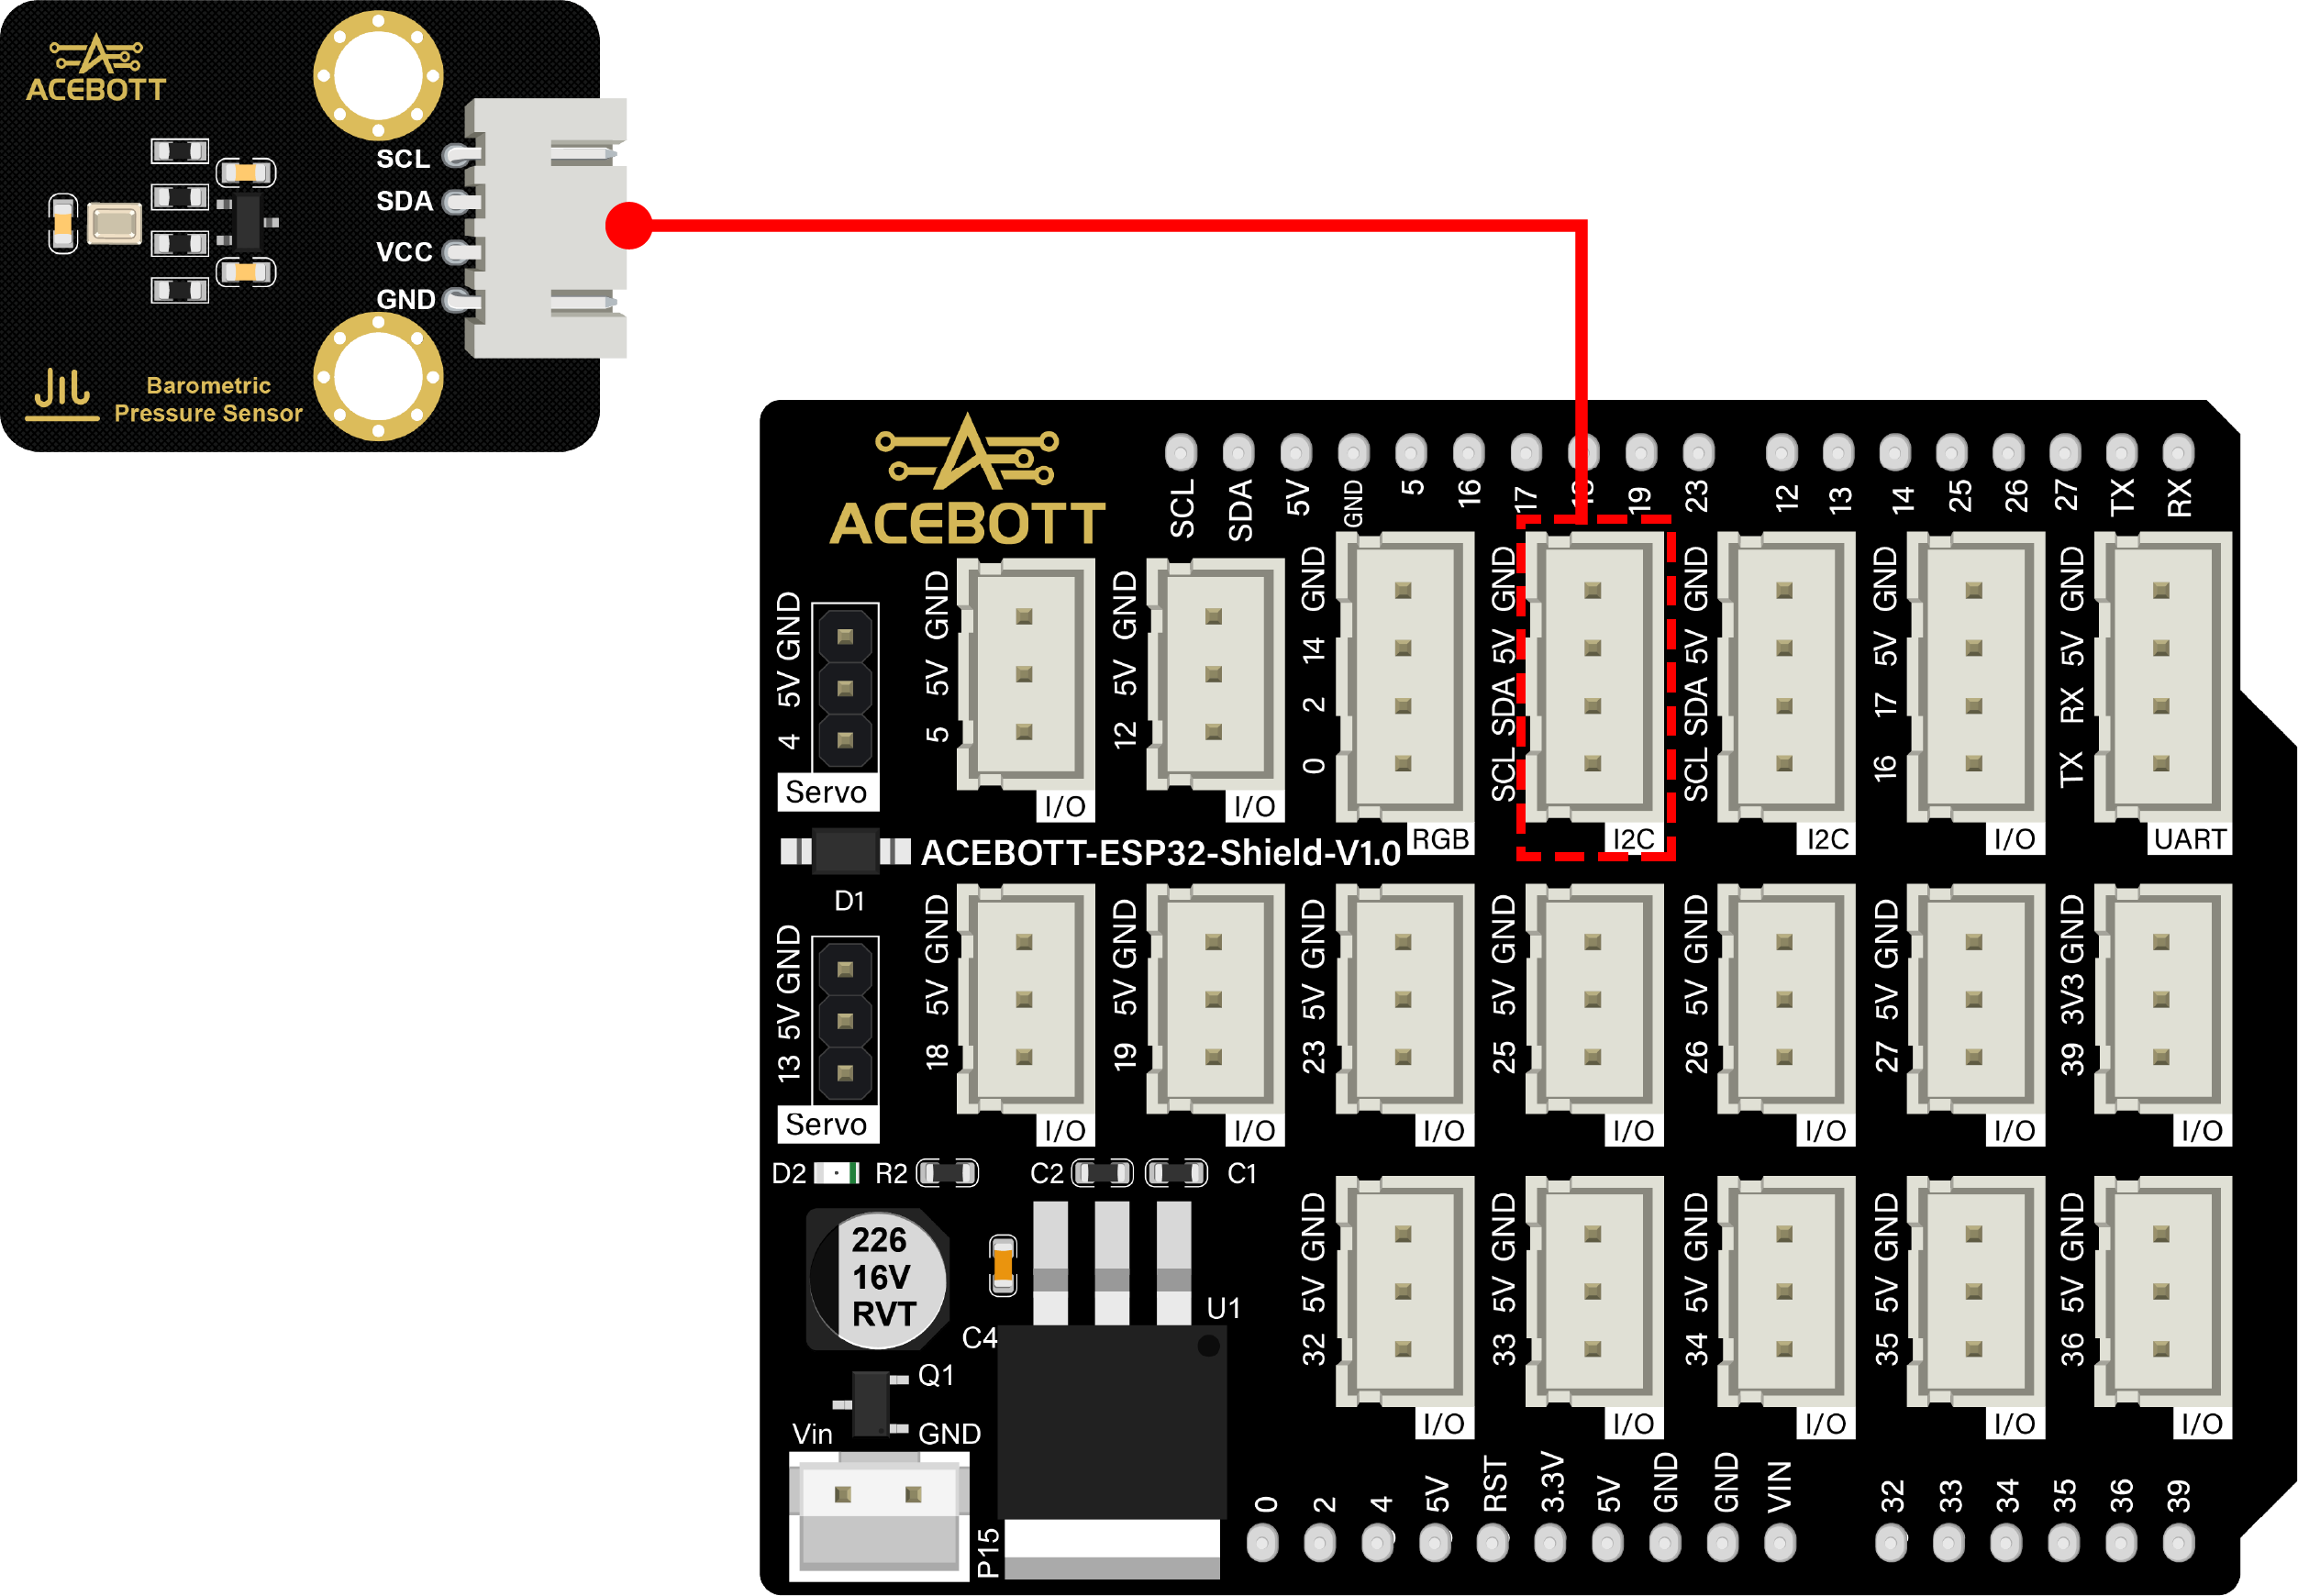 ACEBOTT
SCL
SDA
VCC
GND
Barometric
Pressure Sensor
ACEBOTT
SCL
SDA
5V
GND
5
16
17
18
19
23
12
13
14
25
26
27
TX
RX
4 5V GND
Servo
5 5V GND
I/O
12 5V GND
I/O
0 2 14 GND
RGB
SCL SDA 5V GND
I2C
SCL SDA 5V GND
I2C
16 17 5V GND
I/O
TX RX 5V GND
UART
D1
ACEBOTT-ESP32-Shield-V1.0
13 5V GND
Servo
18 5V GND
I/O
19 5V GND
I/O
23 5V GND
I/O
25 5V GND
I/O
26 5V GND
I/O
27 5V GND
I/O
39 3V3 GND
I/O
D2
R2
C2
C1
226
16V
RVT
C4
U1
Q1
Vin
GND
P15
32 5V GND
I/O
33 5V GND
I/O
34 5V GND
I/O
35 5V GND
I/O
36 5V GND
I/O
0
2
4
5V
RST
3.3V
5V
GND
GND
VIN
32
33
34
35
36
39